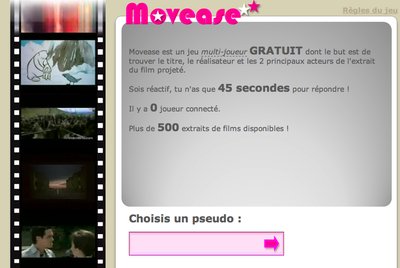 Movease
Règles du jeu
Movease est un jeu multi-joueur GRATUIT dont le but est de
trouver le titre, le réalisateur et les 2 principaux acteurs de l'extrait
du film projeté.
Sois réactif, tu n'as que 45 secondes pour répondre !
Il y a 0 joueur connecté.
Plus de 500 extraits de films disponibles !
Choisis un pseudo :